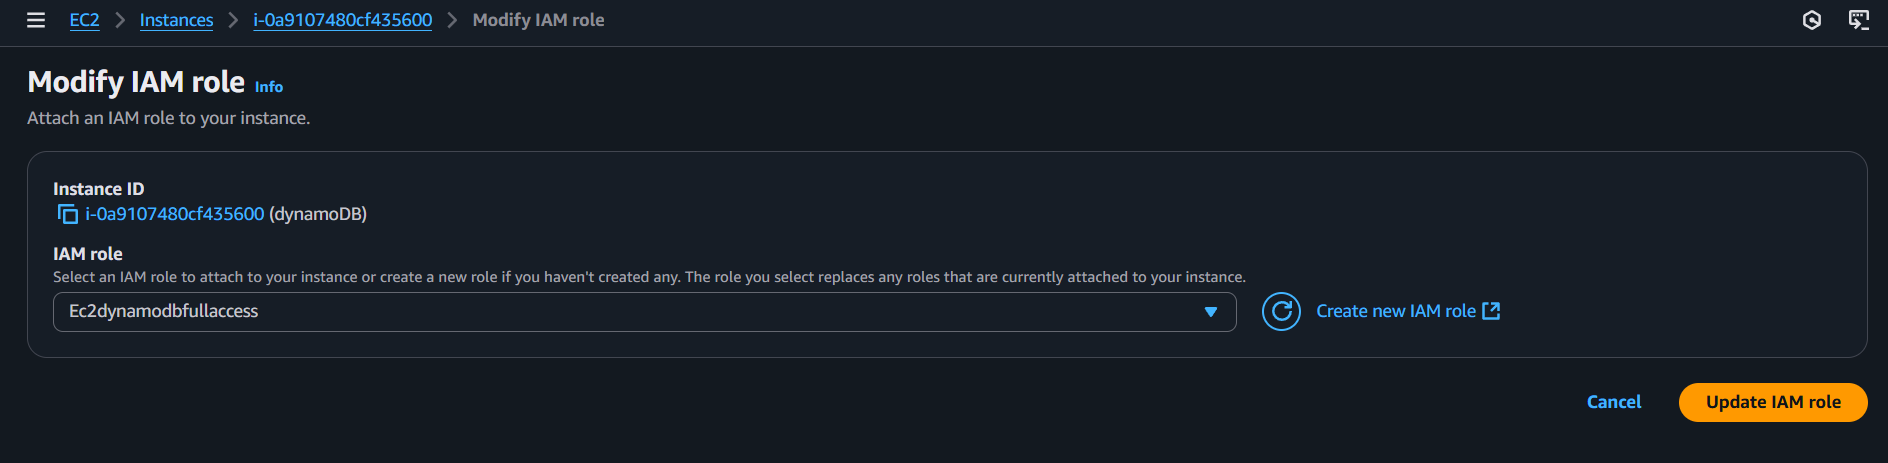 EC2 Instances i-0a9107480cf435600 Modify IAM role
Modify IAM role Info
Attach an IAM role to your instance.
Instance ID
i-0a9107480cf435600 (dynamoDB)
IAM role
Select an IAM role to attach to your instance or create a new role if you haven't created any. The role you select replaces any roles that are currently attached to your instance.
Ec2dynamodbfullaccess
Create new IAM role
Cancel
Update IAM role